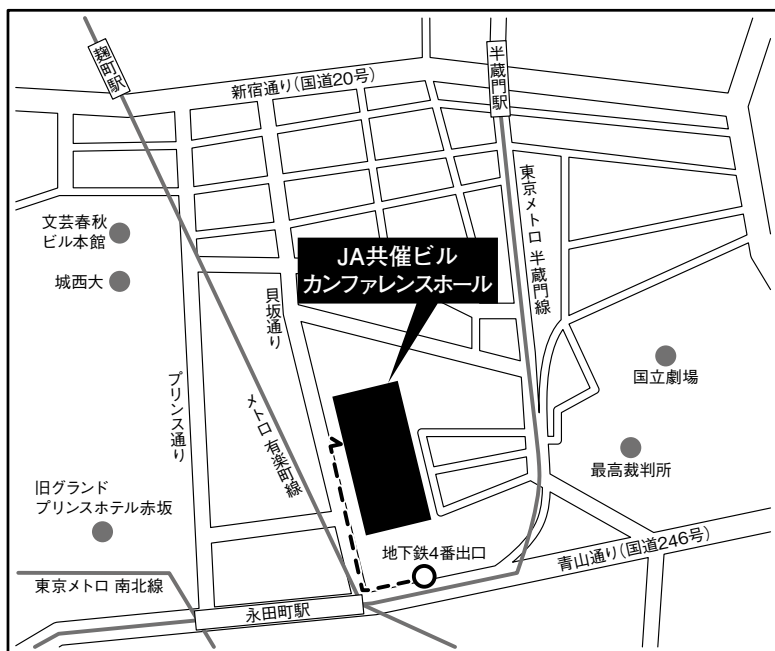 麹町駅
半蔵門駅
新宿通り(国道20号)
文芸春秋
ビル本館
城西大
JA共催ビル
カンファレンスホール
東京メトロ 半蔵門線
貝坂通り
プリンス通り
メトロ 有楽町線
国立劇場
最高裁判所
旧グランド
プリンスホテル赤坂
地下鉄4番出口
青山通り(国道246号)
東京メトロ 南北線
永田町駅